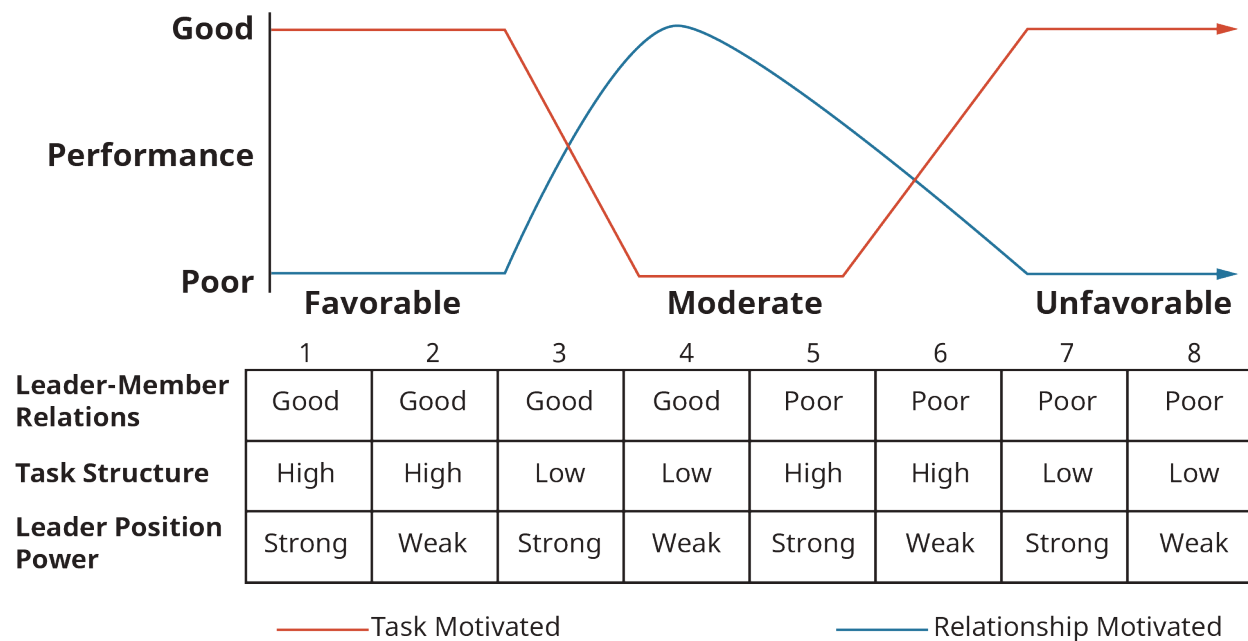 Good
Performance
Poor
Favorable Moderate Unfavorable
1 2 3 4 5 6 7 8
Leader-Member
Relations
Good Good Good Good Poor Poor Poor Poor
Task Structure
High High Low Low High High Low Low
Leader Position
Power
Strong Weak Strong Weak Strong Weak Strong Weak
Task Motivated Relationship Motivated